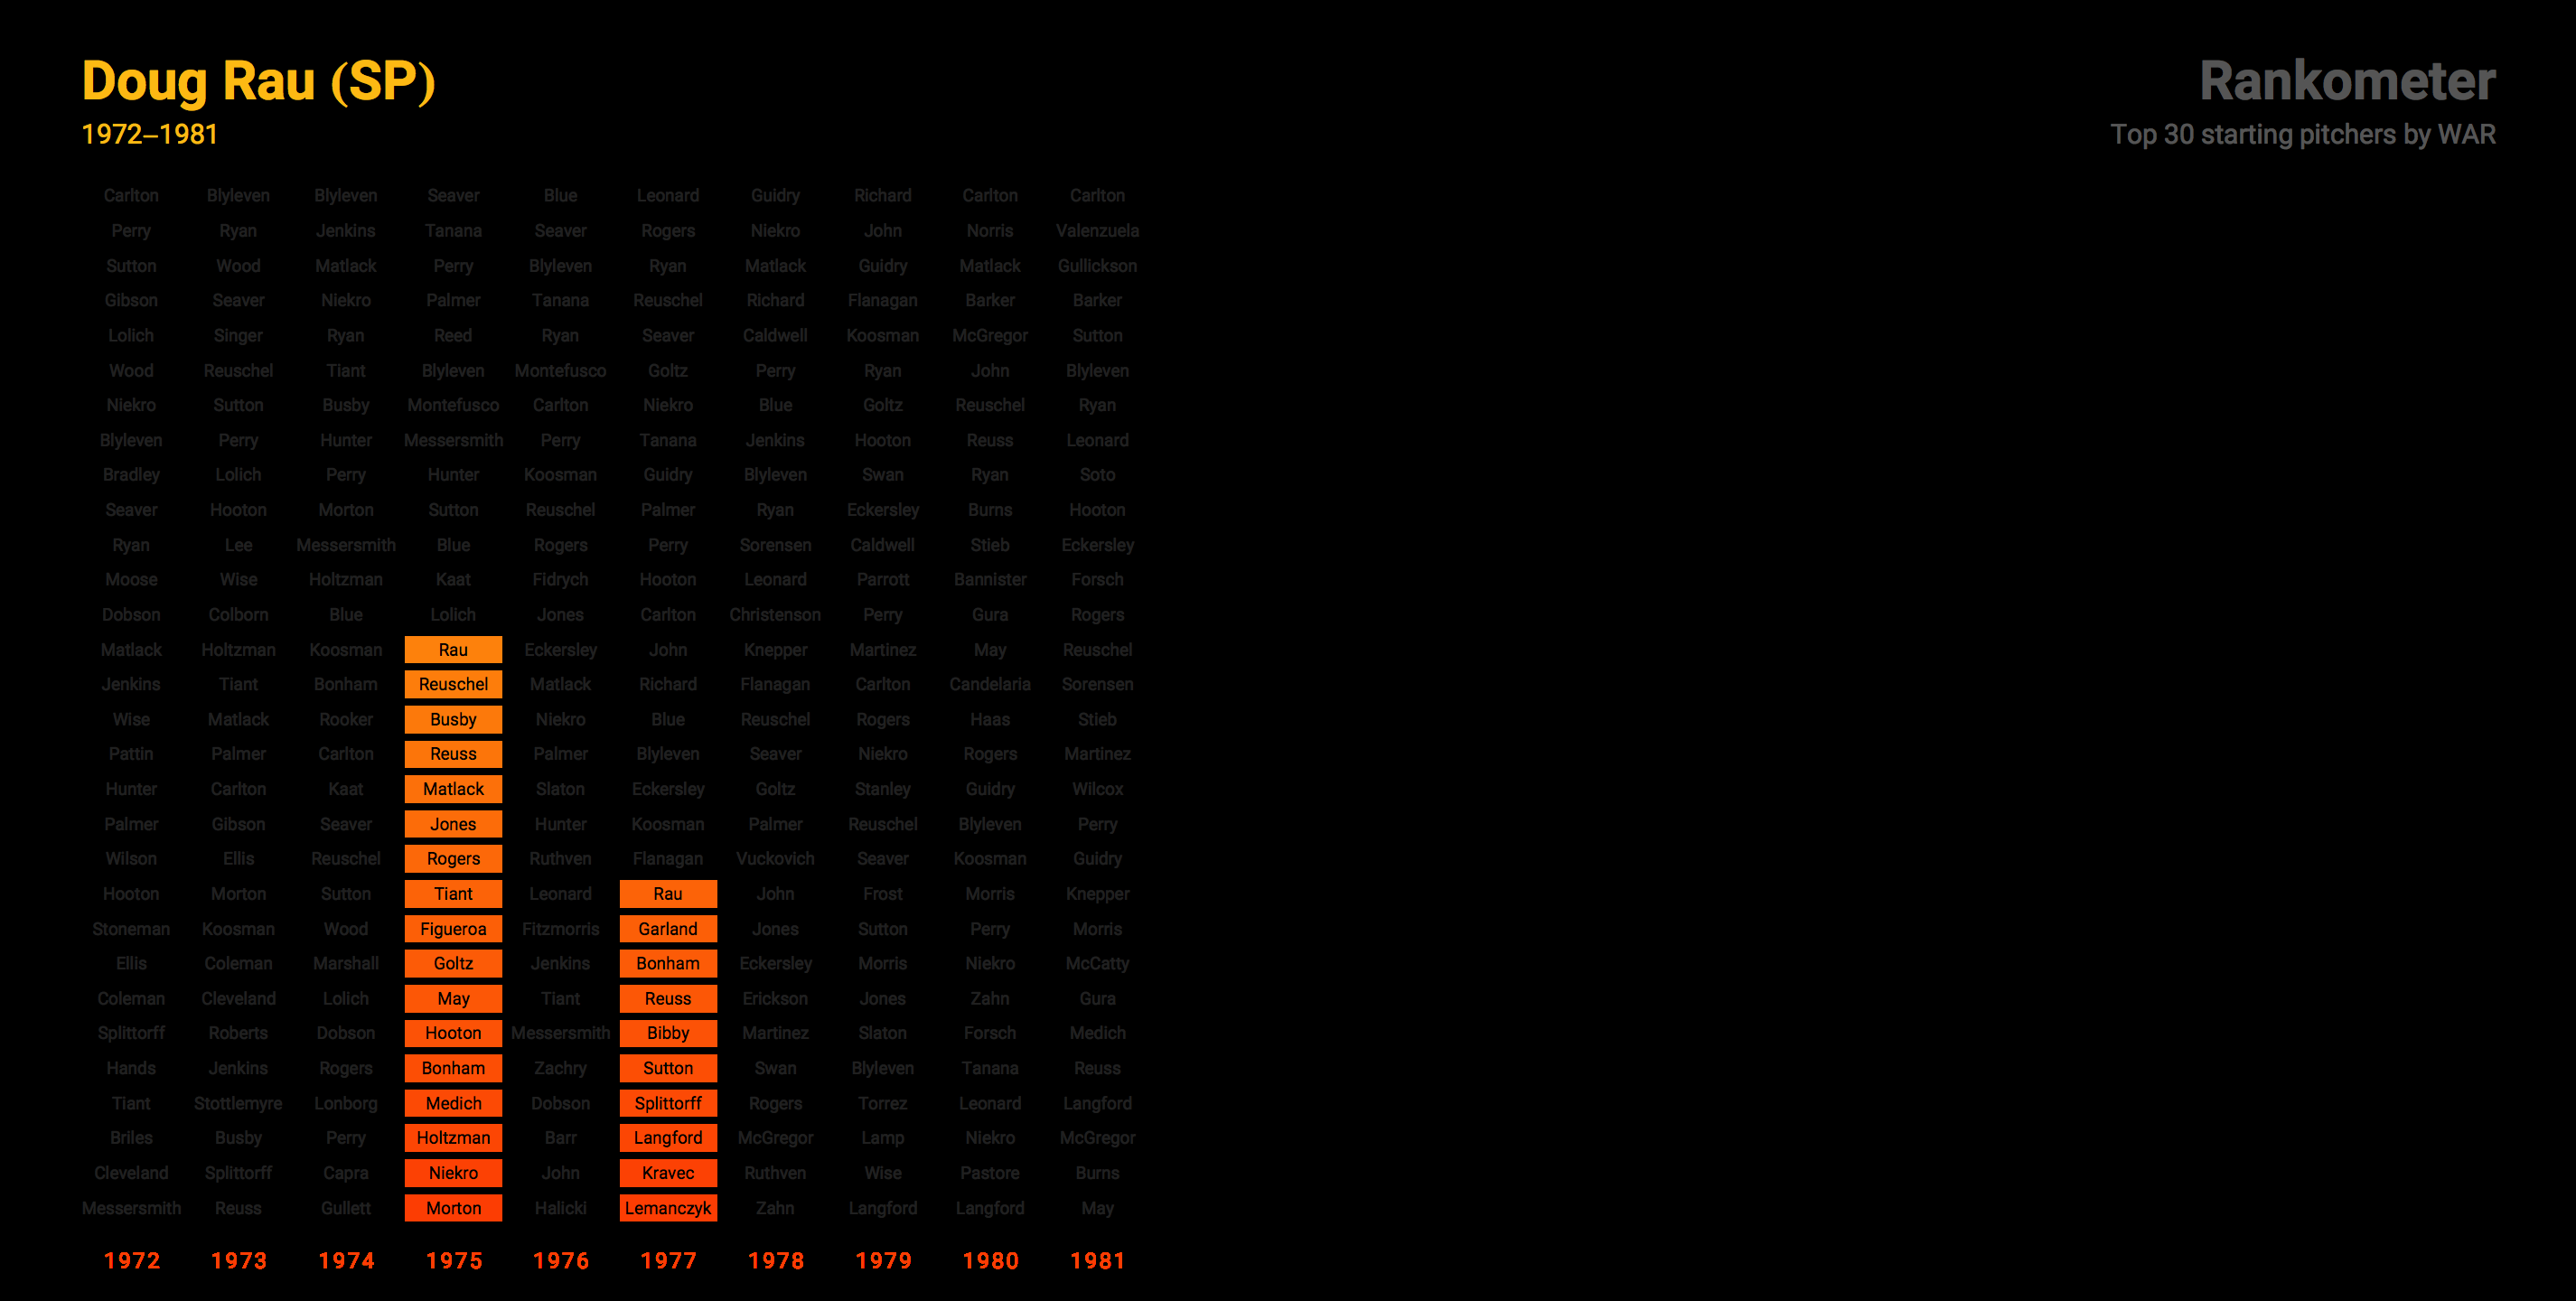 Doug Rau (SP)
1972–1981
Rankometer
Top 30 starting pitchers by WAR
Carlton Blyleven Blyleven Seaver Blue Leonard Guidry Richard Carlton Carlton
Perry Ryan Jenkins Tanana Seaver Rogers Niekro John Norris Valenzuela
Sutton Wood Matlack Perry Blyleven Ryan Matlack Guidry Matlack Gullickson
Gibson Seaver Niekro Palmer Tanana Reuschel Richard Flanagan Barker Barker
Lolich Singer Ryan Reed Ryan Seaver Caldwell Koosman McGregor Sutton
Wood Reuschel Tiant Blyleven Montefusco Goltz Perry Ryan John Blyleven
Niekro Sutton Busby Montefusco Carlton Niekro Blue Goltz Reuschel Ryan
Blyleven Perry Hunter Messersmith Perry Tanana Jenkins Hooton Reuss Leonard
Bradley Lolich Perry Hunter Koosman Guidry Blyleven Swan Ryan Soto
Seaver Hooton Morton Sutton Reuschel Palmer Ryan Eckersley Burns Hooton
Ryan Lee Messersmith Blue Rogers Perry Sorensen Caldwell Stieb Eckersley
Moose Wise Holtzman Kaat Fidrych Hooton Leonard Parrott Bannister Forsch
Dobson Colborn Blue Lolich Jones Carlton Christenson Perry Gura Rogers
Matlack Holtzman Koosman Rau Eckersley John Knepper Martinez May Reuschel
Jenkins Tiant Bonham Reuschel Matlack Richard Flanagan Carlton Candelaria Sorensen
Wise Matlack Rooker Busby Niekro Blue Reuschel Rogers Haas Stieb
Pattin Palmer Carlton Reuss Palmer Blyleven Seaver Niekro Rogers Martinez
Hunter Carlton Kaat Matlack Slaton Eckersley Goltz Stanley Guidry Wilcox
Palmer Gibson Seaver Jones Hunter Koosman Palmer Reuschel Blyleven Perry
Wilson Ellis Reuschel Rogers Ruthven Flanagan Vuckovich Seaver Koosman Guidry
Hooton Morton Sutton Tiant Leonard Rau John Frost Morris Knepper
Stoneman Koosman Wood Figueroa Fitzmorris Garland Jones Sutton Perry Morris
Ellis Coleman Marshall Goltz Jenkins Bonham Eckersley Morris Niekro McCatty
Coleman Cleveland Lolich May Tiant Reuss Erickson Jones Zahn Gura
Splittorff Roberts Dobson Hooton Messersmith Bibby Martinez Slaton Forsch Medich
Hands Jenkins Rogers Bonham Zachry Sutton Swan Blyleven Tanana Reuss
Tiant Stottlemyre Lonborg Medich Dobson Splittorff Rogers Torrez Leonard Langford
Briles Busby Perry Holtzman Barr Langford McGregor Lamp Niekro McGregor
Cleveland Splittorff Capra Niekro John Kravec Ruthven Wise Pastore Burns
Messersmith Reuss Gullett Morton Halicki Lemanczyk Zahn Langford Langford May
1972 1973 1974 1975 1976 1977 1978 1979 1980 1981